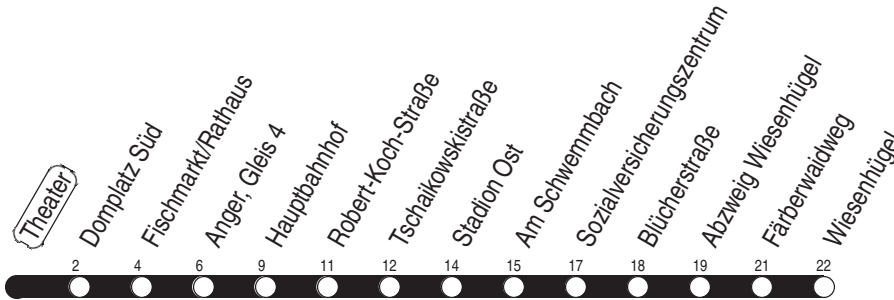 Theater
Domplatz Süd
Fischmarkt/Rathaus
Anger, Gleis 4
Hauptbahnhof
Robert-Koch-Straße
Tschaikowskistraße
Stadion Ost
Am Schwemmbach
Sozialversicherungszentrum
Blücherstraße
Abzweig Wiesenhügel
Färberwaidweg
Wiesenhügel
2 4 6 9 11 12 14 15 17 18 19 21 22